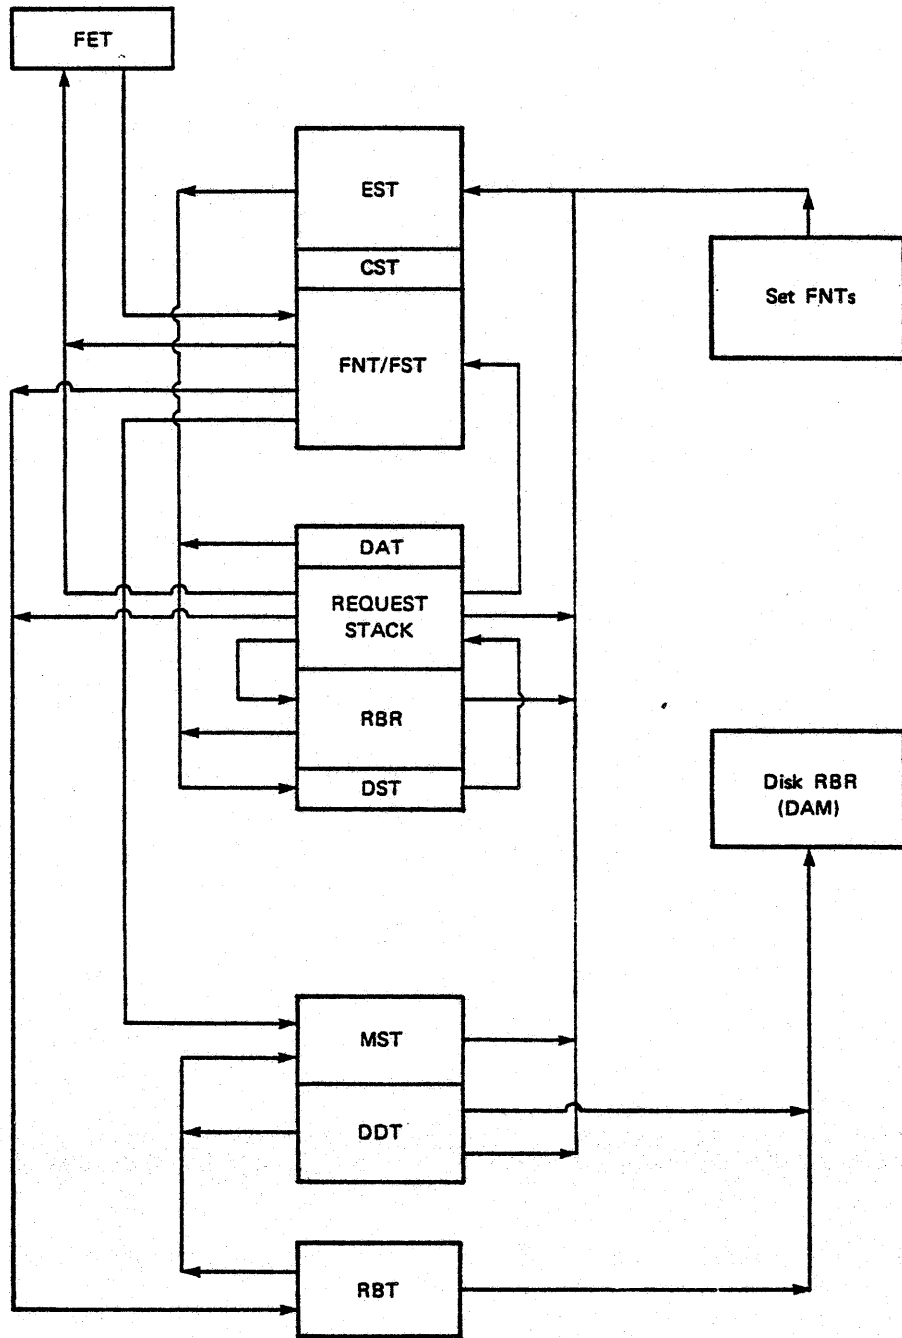 FET
EST
CST
Set FNTs
FNT/FST
DAT
REQUEST
STACK
RBR
DST
Disk RBR
(DAM)
MST
DDT
RBT